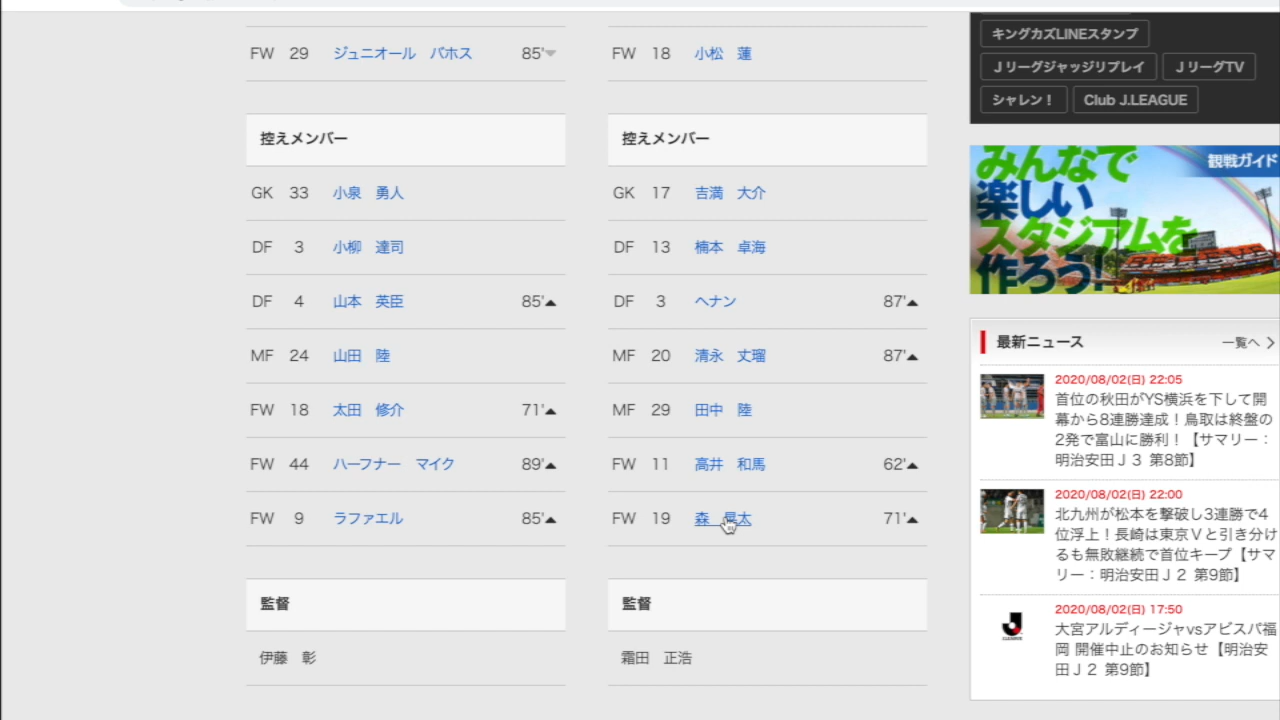 FW 29 ジュニオール バホス 85'▼
控えメンバー
GK 33 小泉 勇人
DF 3 小柳 達司
DF 4 山本 英臣 85'▲
MF 24 山田 陸
FW 18 太田 修介 71'▲
FW 44 ハーフナー マイク 89'▲
FW 9 ラファエル 85'▲
監督
伊藤 彰
FW 18 小松 蓮
控えメンバー
GK 17 吉満 大介
DF 13 楠本 卓海
DF 3 ヘナン 87'▲
MF 20 清永 丈瑠 87'▲
MF 29 田中 陸
FW 11 高井 和馬 62'▲
FW 19 森 晃太 71'▲
監督
霜田 正浩
キングカズLINEスタンプ
Jリーグジャッジリプレイ JリーグTV
シャレン！ Club J.LEAGUE
観戦ガイド
みんなで
楽しい
スタジアムを
作ろう!
最新ニュース 一覧へ
2020/08/02(日) 22:05
首位の秋田がYS横浜を下して開
幕から8連勝達成！鳥取は終盤の
2発で富山に勝利！【サマリー：
明治安田Ｊ３ 第8節】
2020/08/02(日) 22:00
北九州が松本を撃破し3連勝で4
位浮上！長崎は東京Ｖと引き分け
るも無敗継続で首位キープ【サマ
リー：明治安田Ｊ２ 第9節】
2020/08/02(日) 17:50
大宮アルディージャvsアビスパ福
岡 開催中止のお知らせ【明治安
田Ｊ２ 第9節】